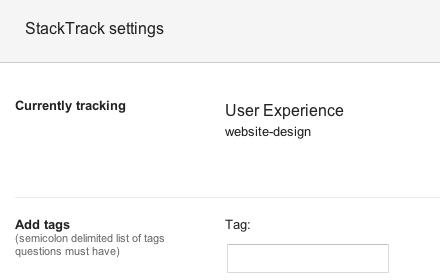 StackTrack settings
Currently tracking
User Experience
website-design
Add tags
(semicolon delimited list of tags
questions must have)
Tag: